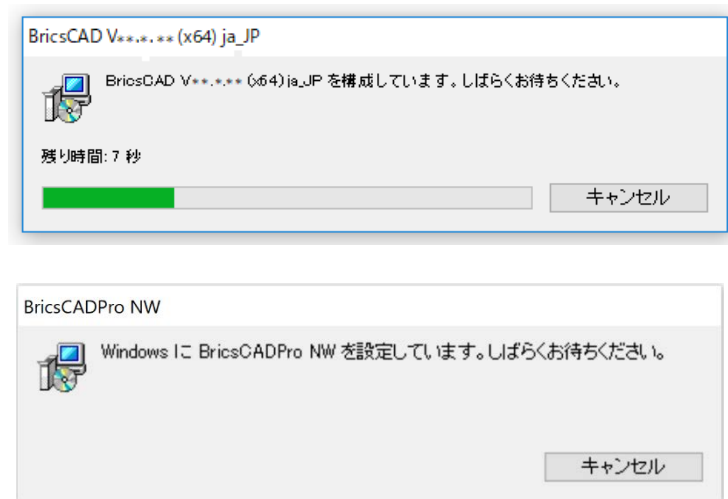 BricsCAD V**.*.** (x64) ja_JP
BricsCAD V**.*.** (x64) ja_JP を構成しています。しばらくお待ちください。
残り時間: 7 秒
キャンセル
BricsCADPro NW
Windows に BricsCADPro NW を設定しています。しばらくお待ちください。
キャンセル